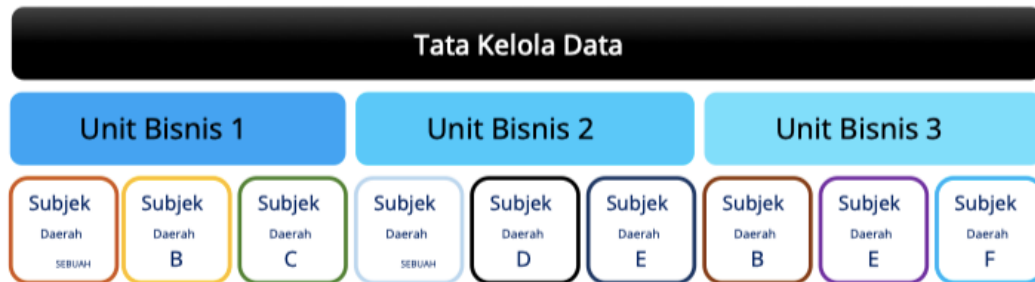 Tata Kelola Data
Unit Bisnis 1
Unit Bisnis 2
Unit Bisnis 3
Subjek
Daerah
SEBUAH
Subjek
Daerah
B
Subjek
Daerah
C
Subjek
Daerah
SEBUAH
Subjek
Daerah
D
Subjek
Daerah
E
Subjek
Daerah
B
Subjek
Daerah
E
Subjek
Daerah
F